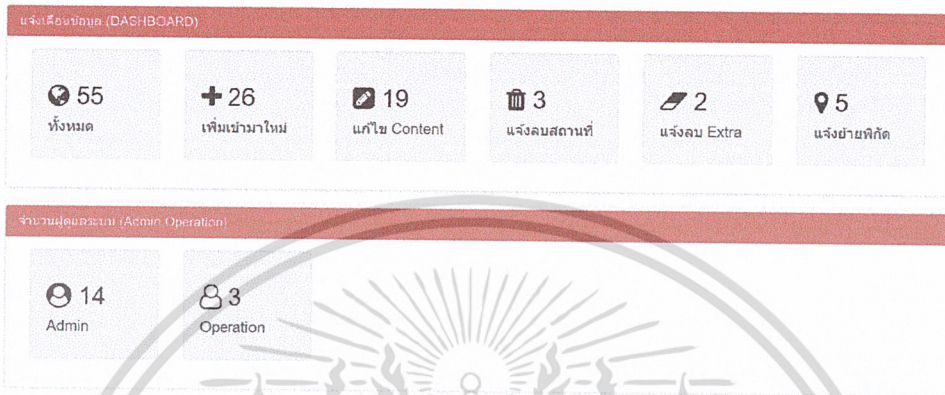 แจ้งเตือนข้อมูล (DASHBOARD)
55
ทั้งหมด
26
เพิ่มเข้ามาใหม่
19
แก้ไข Content
3
แจ้งลบสถานที่
2
แจ้งลบ Extra
5
แจ้งย้ายพิกัด
จำนวนผู้ดูแลระบบ (Admin Operation)
14
Admin
3
Operation